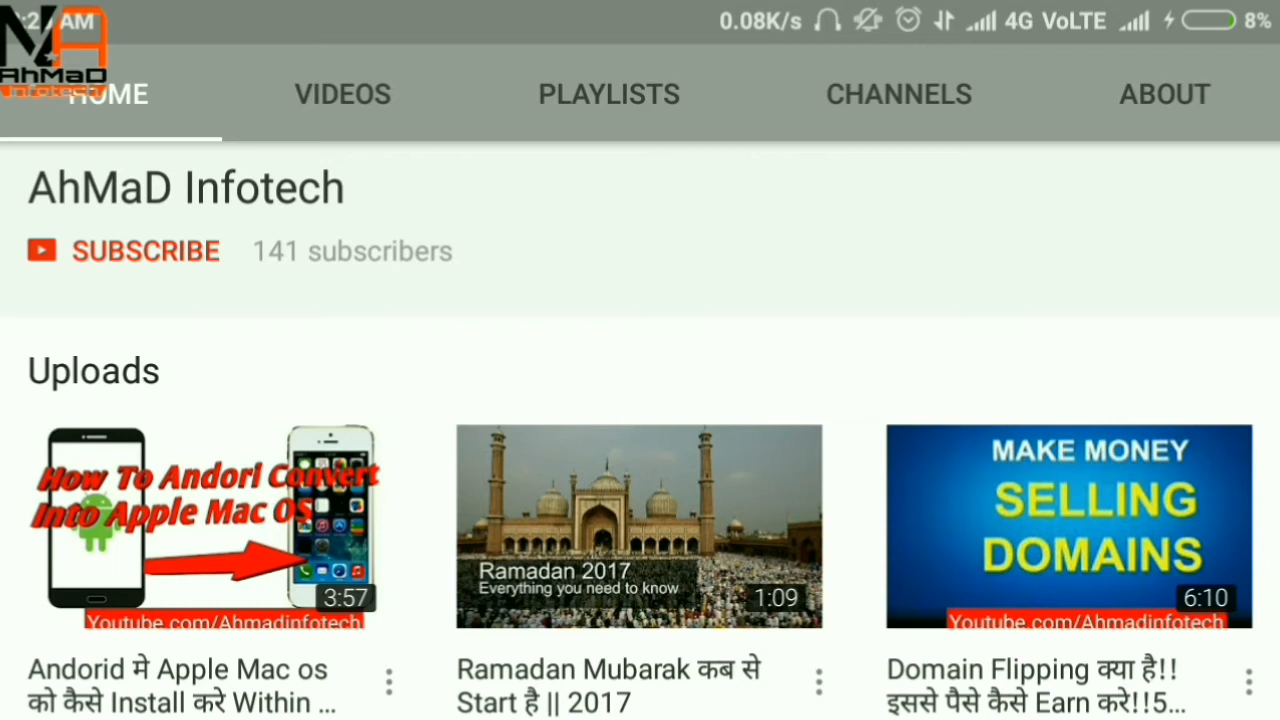 AM
0.08K/s 4G VoLTE 8%
AhMaD
Infotech
HOME VIDEOS PLAYLISTS CHANNELS ABOUT
AhMaD Infotech
SUBSCRIBE 141 subscribers
Uploads
How To Andori Convert
Into Apple Mac OS
3:57
Youtube.com/Ahmadinfotech
Andorid मे Apple Mac os
को कैसे Install करे Within ...
Ramadan 2017
Everything you need to know
1:09
Ramadan Mubarak कब से
Start है || 2017
MAKE MONEY
SELLING
DOMAINS
6:10
Youtube.com/Ahmadinfotech
Domain Flipping क्या है!!
इससे पैसे कैसे Earn करे!!5...